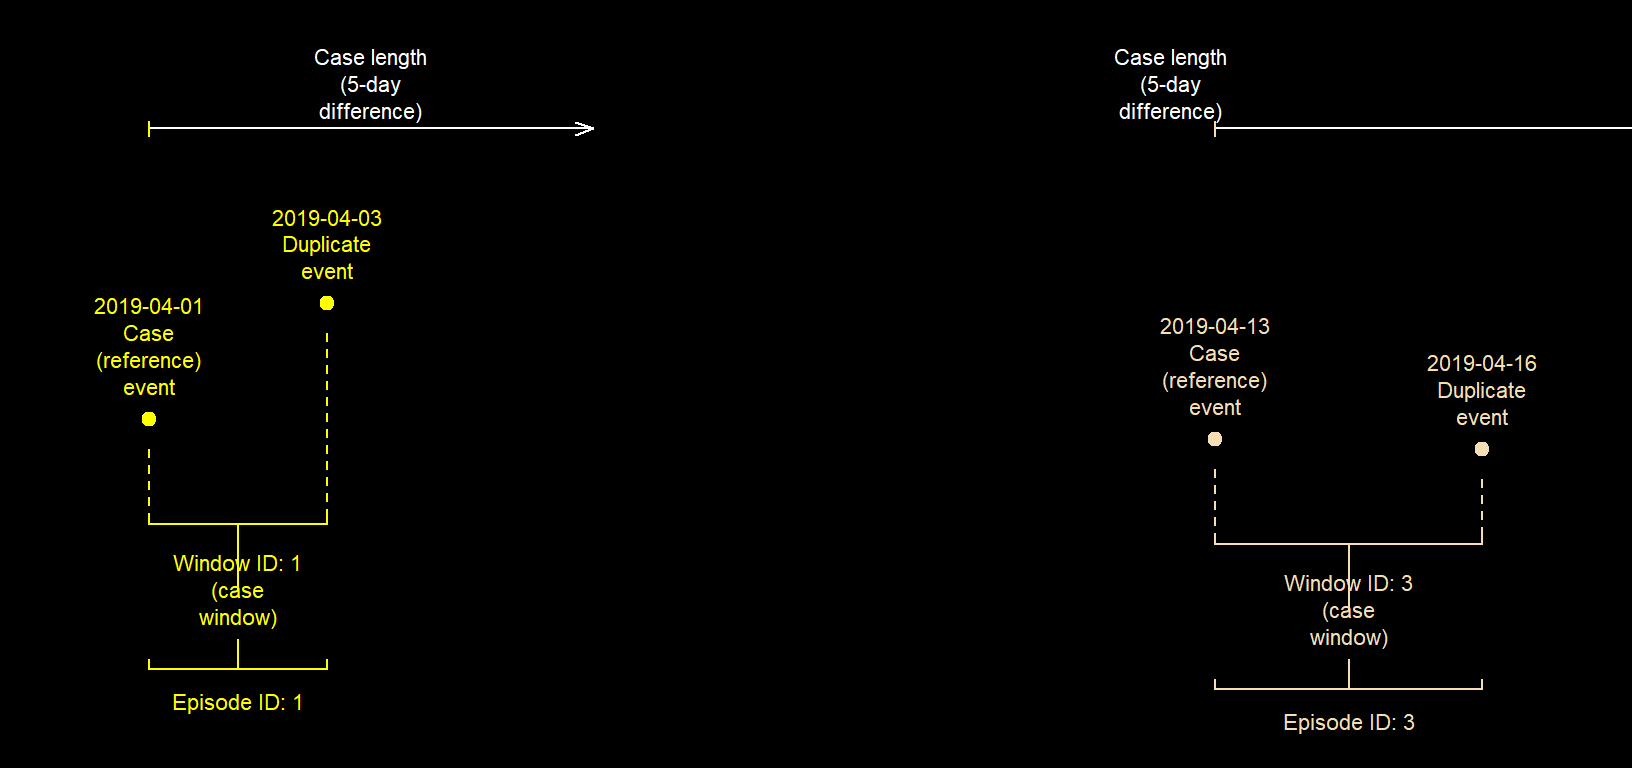 Case length
(5-day
difference)
Case length
(5-day
difference)
2019-04-03
Duplicate
event
2019-04-01
Case
(reference)
event
2019-04-13
Case
(reference)
event
2019-04-16
Duplicate
event
Window ID: 1
(case
window)
Episode ID: 1
Window ID: 3
(case
window)
Episode ID: 3